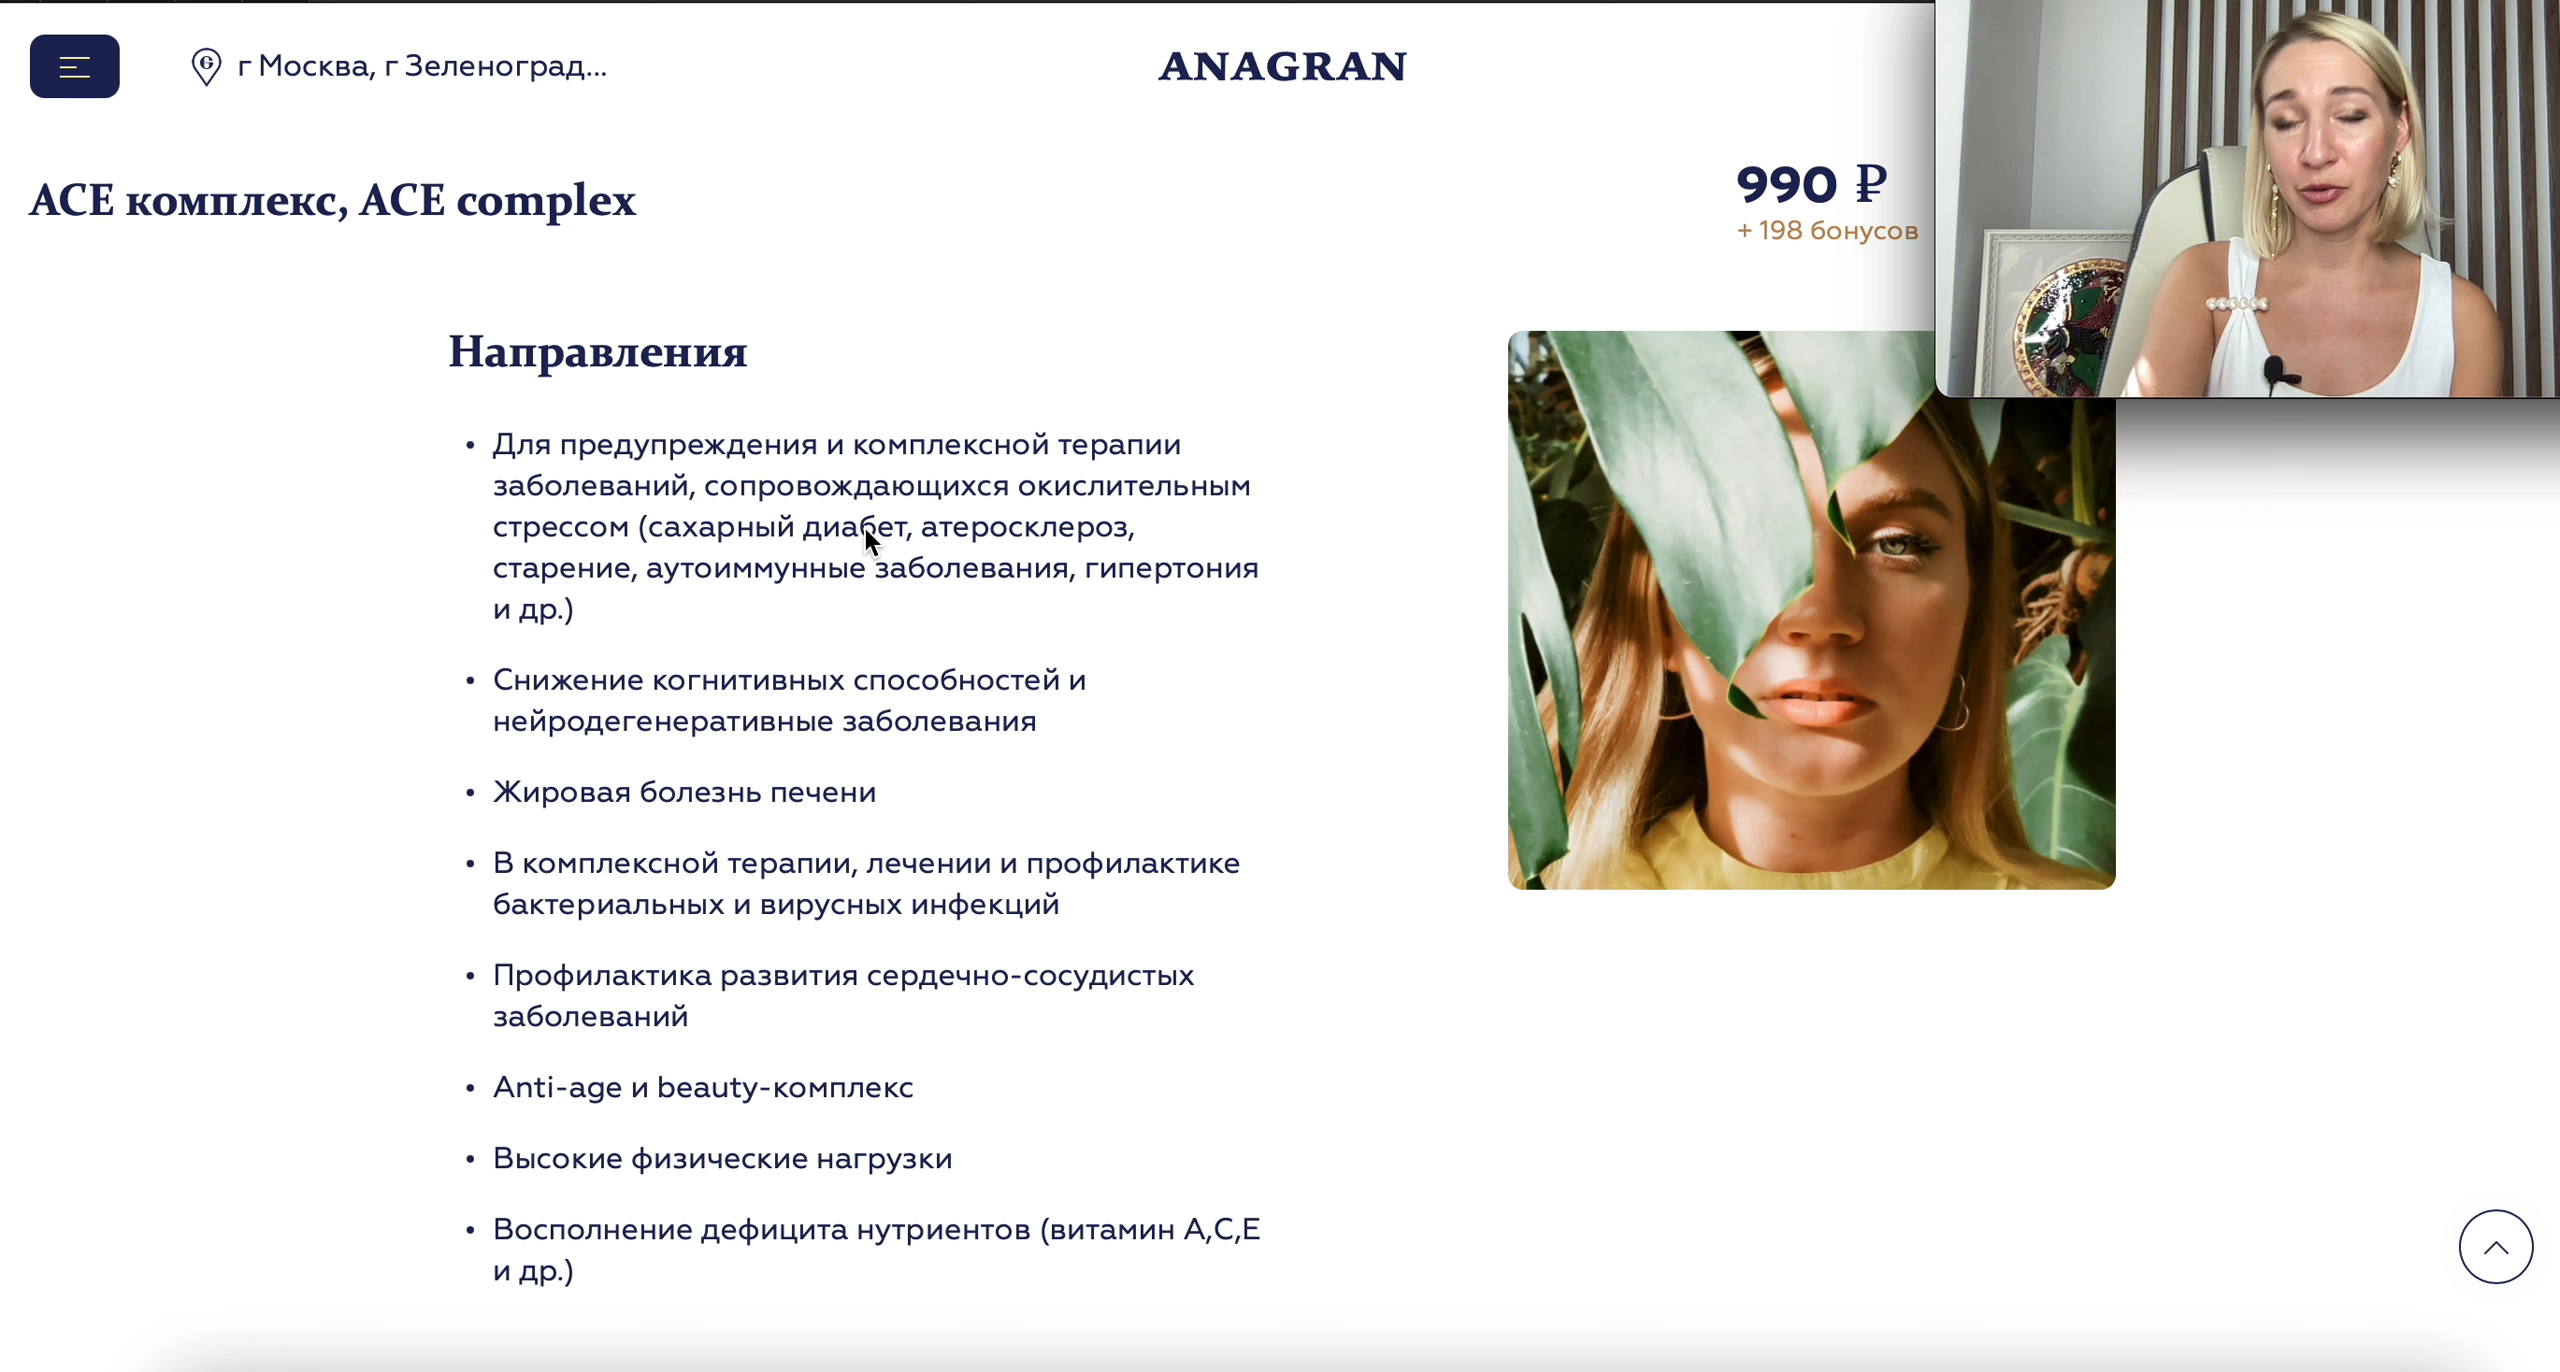 г Москва, г Зеленоград...
ANAGRAN
ACE комплекс, ACE complex
990 ₽
+ 198 бонусов
Направления
• Для предупреждения и комплексной терапии
заболеваний, сопровождающихся окислительным
стрессом (сахарный диабет, атеросклероз,
старение, аутоиммунные заболевания, гипертония
и др.)
• Снижение когнитивных способностей и
нейродегенеративные заболевания
• Жировая болезнь печени
• В комплексной терапии, лечении и профилактике
бактериальных и вирусных инфекций
• Профилактика развития сердечно-сосудистых
заболеваний
• Anti-age и beauty-комплекс
• Высокие физические нагрузки
• Восполнение дефицита нутриентов (витамин А,С,Е
и др.)